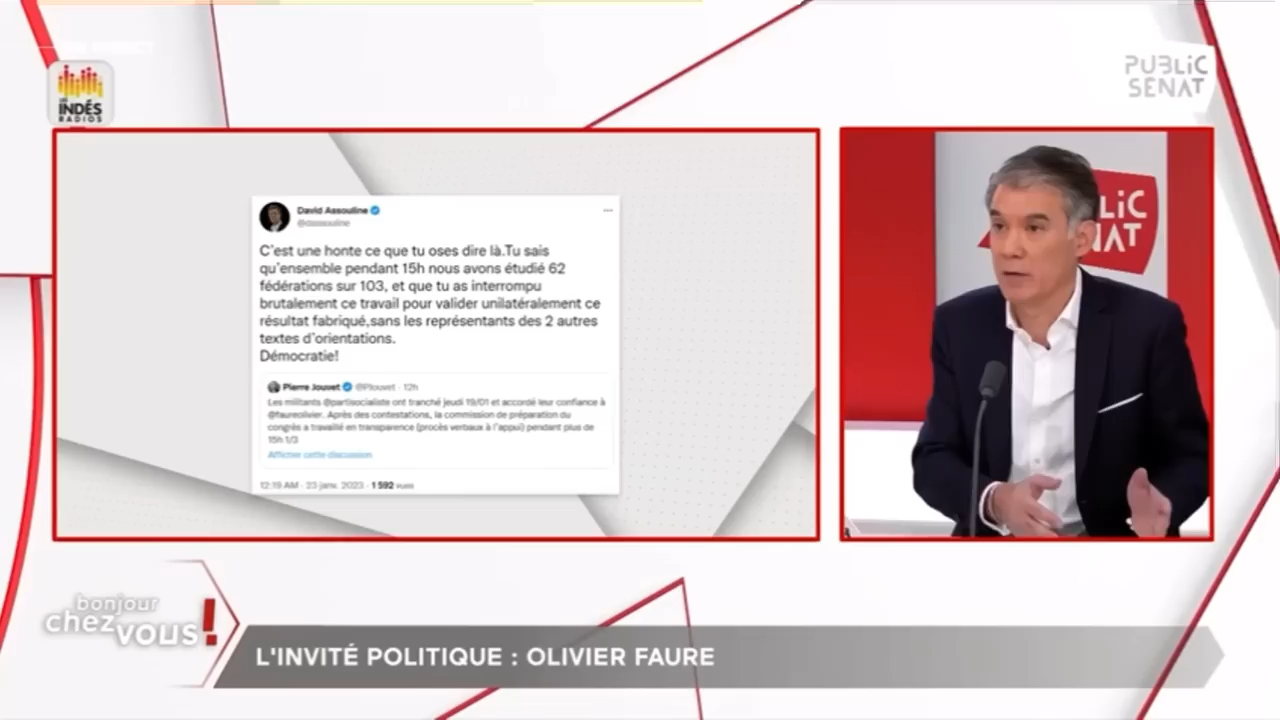 LES
INDÉS
RADIOS
PUBLIC
SÉNAT
David Assouline
@dassouline
C'est une honte ce que tu oses dire là.Tu sais
qu'ensemble pendant 15h nous avons étudié 62
fédérations sur 103, et que tu as interrompu
brutalement ce travail pour valider unilatéralement ce
résultat fabriqué,sans les représentants des 2 autres
textes d'orientations.
Démocratie!
Pierre Jouvet @PJouvet · 12h
Les militants @partisocialiste ont tranché jeudi 19/01 et accordé leur confiance à
@faureolivier. Après des contestations, la commission de préparation du
congrès a travaillé en transparence (procès verbaux à l'appui) pendant plus de
15h 1/3
Afficher cette discussion
12:19 AM · 23 janv. 2023 · 1 592 vues
LIC
NAT
bonjour
chez vous!
L'INVITÉ POLITIQUE : OLIVIER FAURE